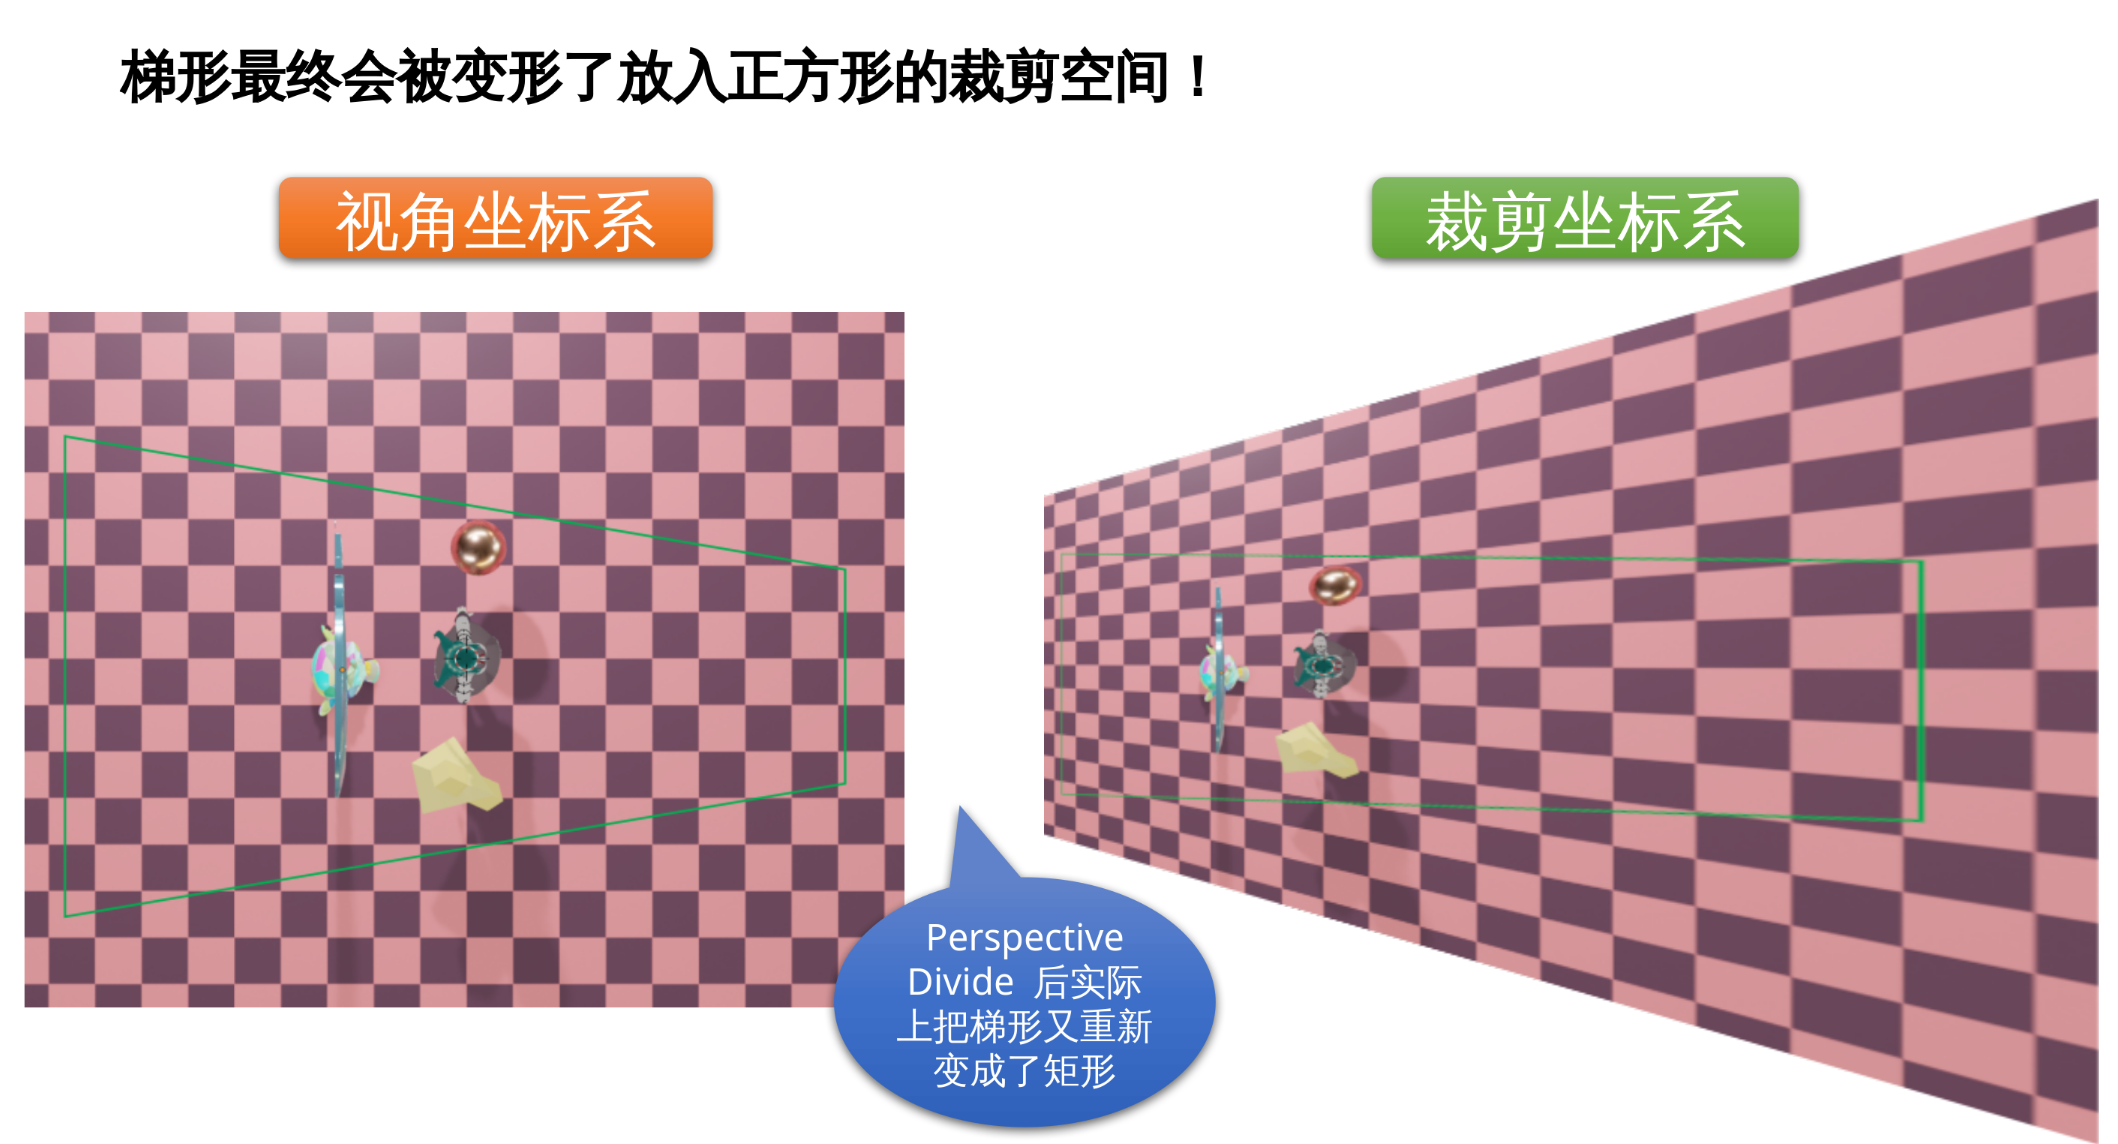 梯形最终会被变形了放入正方形的裁剪空间！
视角坐标系
裁剪坐标系
Perspective
Divide 后实际
上把梯形又重新
变成了矩形